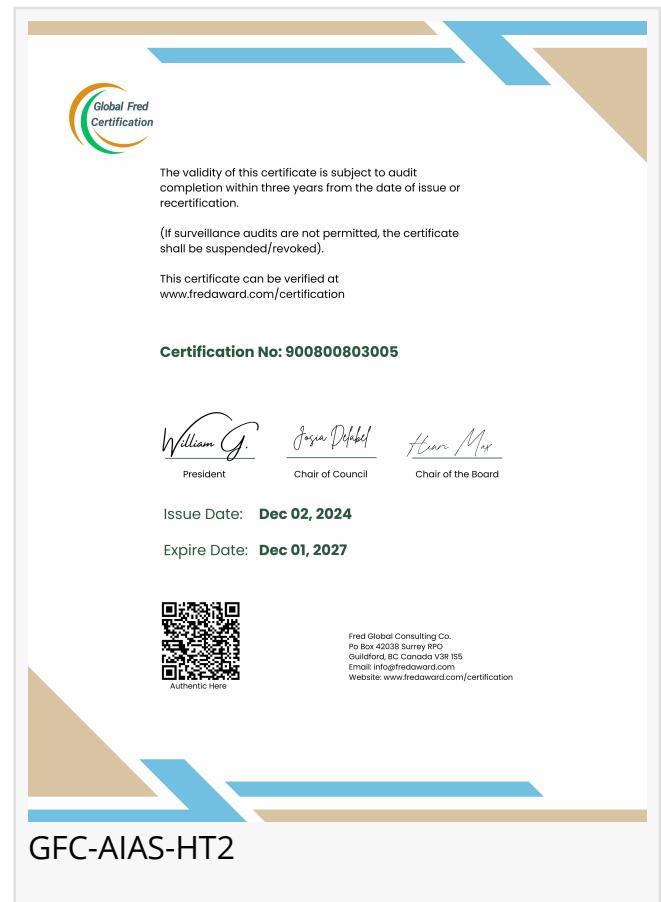 Global Fred
Certification
The validity of this certificate is subject to audit
completion within three years from the date of issue or
recertification.
(If surveillance audits are not permitted, the certificate
shall be suspended/revoked).
This certificate can be verified at
www.fredaward.com/certification
Certification No: 900800803005
William G.
Josia Delabel
Henri Max
President
Chair of Council
Chair of the Board
Issue Date: Dec 02, 2024
Expire Date: Dec 01, 2027
Authentic Here
Fred Global Consulting Co.
Po Box 42038 Surrey RPO
Guildford, BC Canada V3R 1S5
Email: info@fredaward.com
Website: www.fredaward.com/certification
GFC-AIAS-HT2